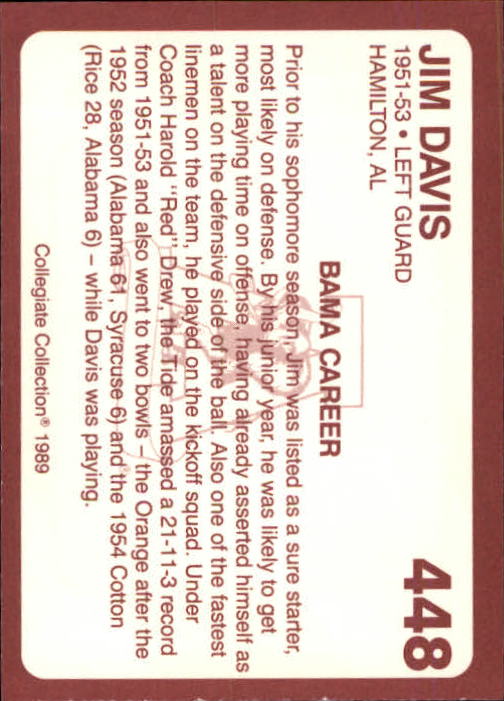 JIM DAVIS
448
1951-53 • LEFT GUARD
HAMILTON, AL
BAMA CAREER
Prior to his sophomore season, Jim was listed as a sure starter,
most likely on defense. By his junior year, he was likely to get
more playing time on offense, having already asserted himself as
a talent on the defensive side of the ball. Also one of the fastest
linemen on the team, he played on the kickoff squad. Under
Coach Harold "Red" Drew, the Tide amassed a 21-11-3 record
from 1951-53 and also went to two bowls – the Orange after the
1952 season (Alabama 61, Syracuse 6) and the 1954 Cotton
(Rice 28, Alabama 6) – while Davis was playing.
Collegiate Collection® 1989